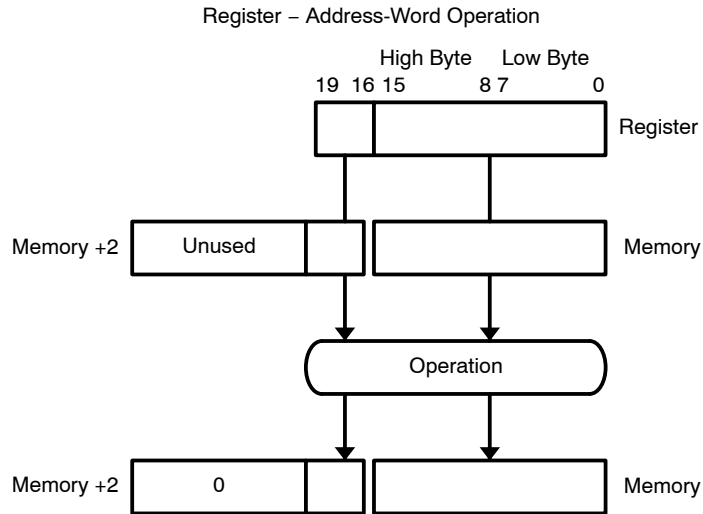 Register – Address-Word Operation
High Byte Low Byte
19 16 15 8 7 0
Register
Memory +2 Unused Memory
Operation
Memory +2 0 Memory